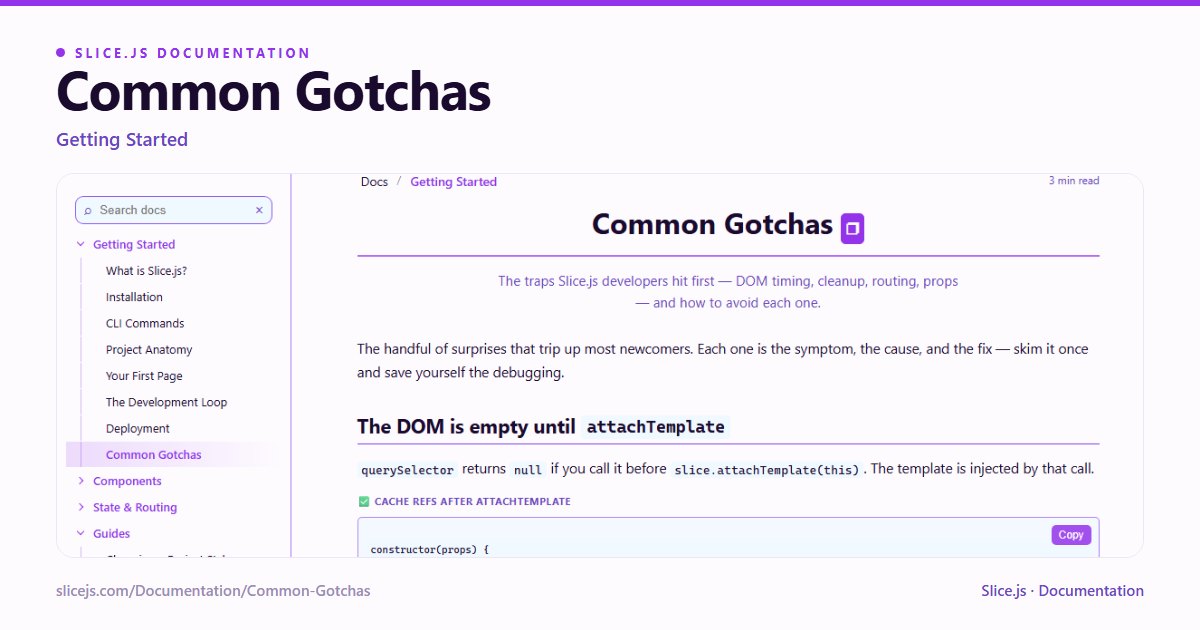 SLICE.JS DOCUMENTATION
Common Gotchas
Getting Started
Search docs
Getting Started
What is Slice.js?
Installation
CLI Commands
Project Anatomy
Your First Page
The Development Loop
Deployment
Common Gotchas
Components
State & Routing
Guides
Docs / Getting Started
3 min read
Common Gotchas
The traps Slice.js developers hit first — DOM timing, cleanup, routing, props
— and how to avoid each one.
The handful of surprises that trip up most newcomers. Each one is the symptom, the cause, and the fix — skim it once
and save yourself the debugging.
The DOM is empty until attachTemplate
querySelector returns null if you call it before slice.attachTemplate(this). The template is injected by that call.
✅ CACHE REFS AFTER ATTACHTEMPLATE
Copy
constructor(props) {
slicejs.com/Documentation/Common-Gotchas
Slice.js · Documentation